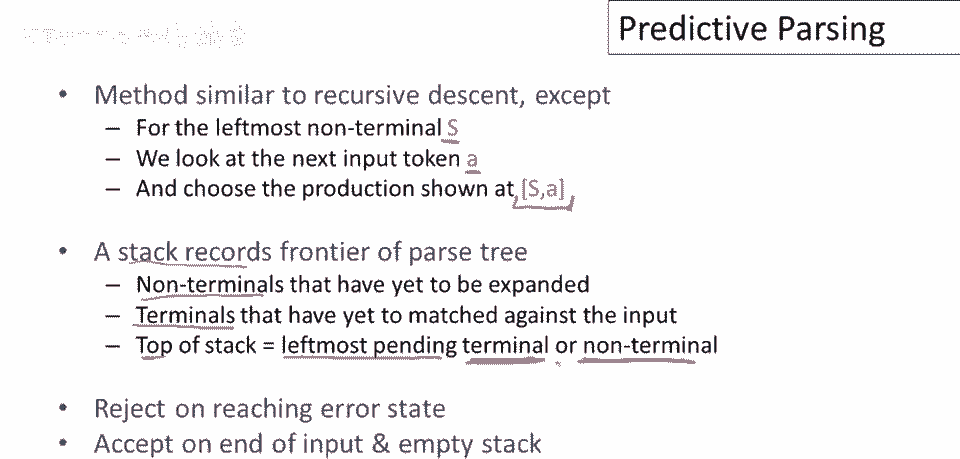 Predictive Parsing
• Method similar to recursive descent, except
– For the leftmost non-terminal S
– We look at the next input token a
– And choose the production shown at [S,a]
• A stack records frontier of parse tree
– Non-terminals that have yet to be expanded
– Terminals that have yet to matched against the input
– Top of stack = leftmost pending terminal or non-terminal
• Reject on reaching error state
• Accept on end of input & empty stack